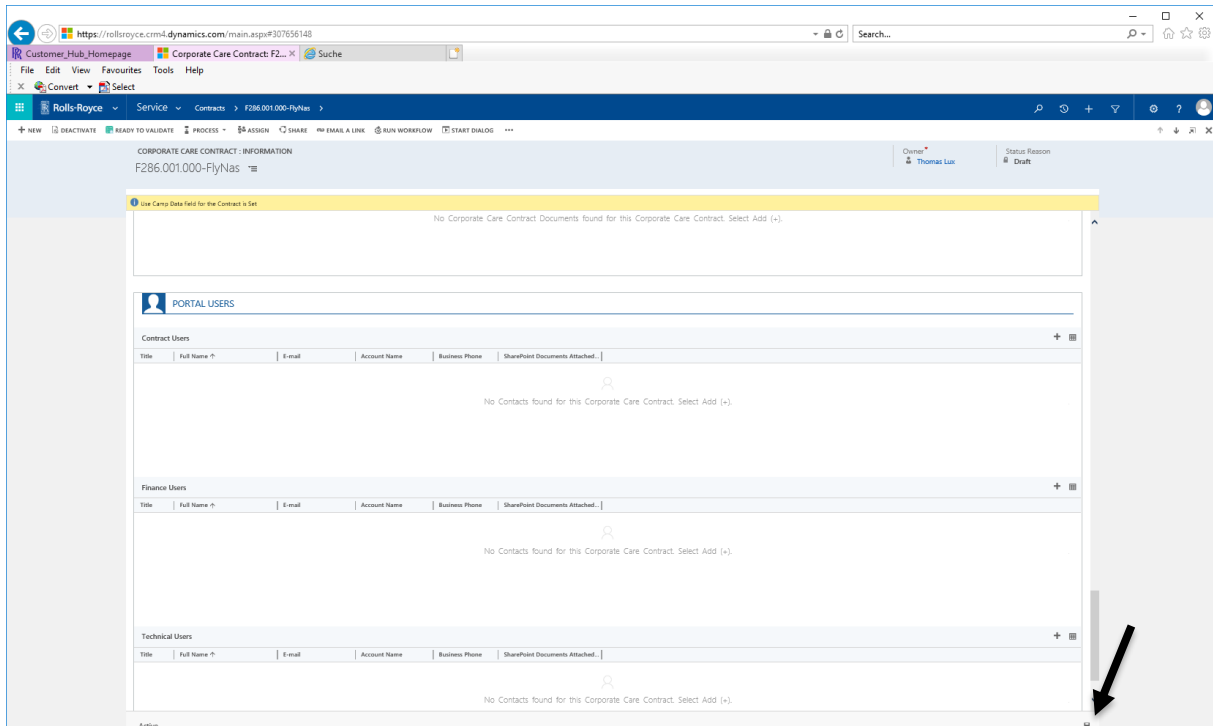 https://rollsroyce.crm4.dynamics.com/main.aspx#307656148 Search...
Customer_Hub_Homepage Corporate Care Contract: F2... × Suche
File Edit View Favourites Tools Help
× Convert Select
Rolls-Royce Service Contracts > F286.001.000-FlyNas >
+ NEW DEACTIVATE READY TO VALIDATE PROCESS ASSIGN SHARE EMAIL A LINK RUN WORKFLOW START DIALOG ...
CORPORATE CARE CONTRACT : INFORMATION
F286.001.000-FlyNas
Owner* Status Reason
Thomas Lux Draft
Use Camp Data field for the Contract is Set
No Corporate Care Contract Documents found for this Corporate Care Contract. Select Add (+).
PORTAL USERS
Contract Users
Title Full Name ↑ E-mail Account Name Business Phone SharePoint Documents Attached...
No Contacts found for this Corporate Care Contract. Select Add (+).
Finance Users
Title Full Name ↑ E-mail Account Name Business Phone SharePoint Documents Attached...
No Contacts found for this Corporate Care Contract. Select Add (+).
Technical Users
Title Full Name ↑ E-mail Account Name Business Phone SharePoint Documents Attached...
No Contacts found for this Corporate Care Contract. Select Add (+).
Active